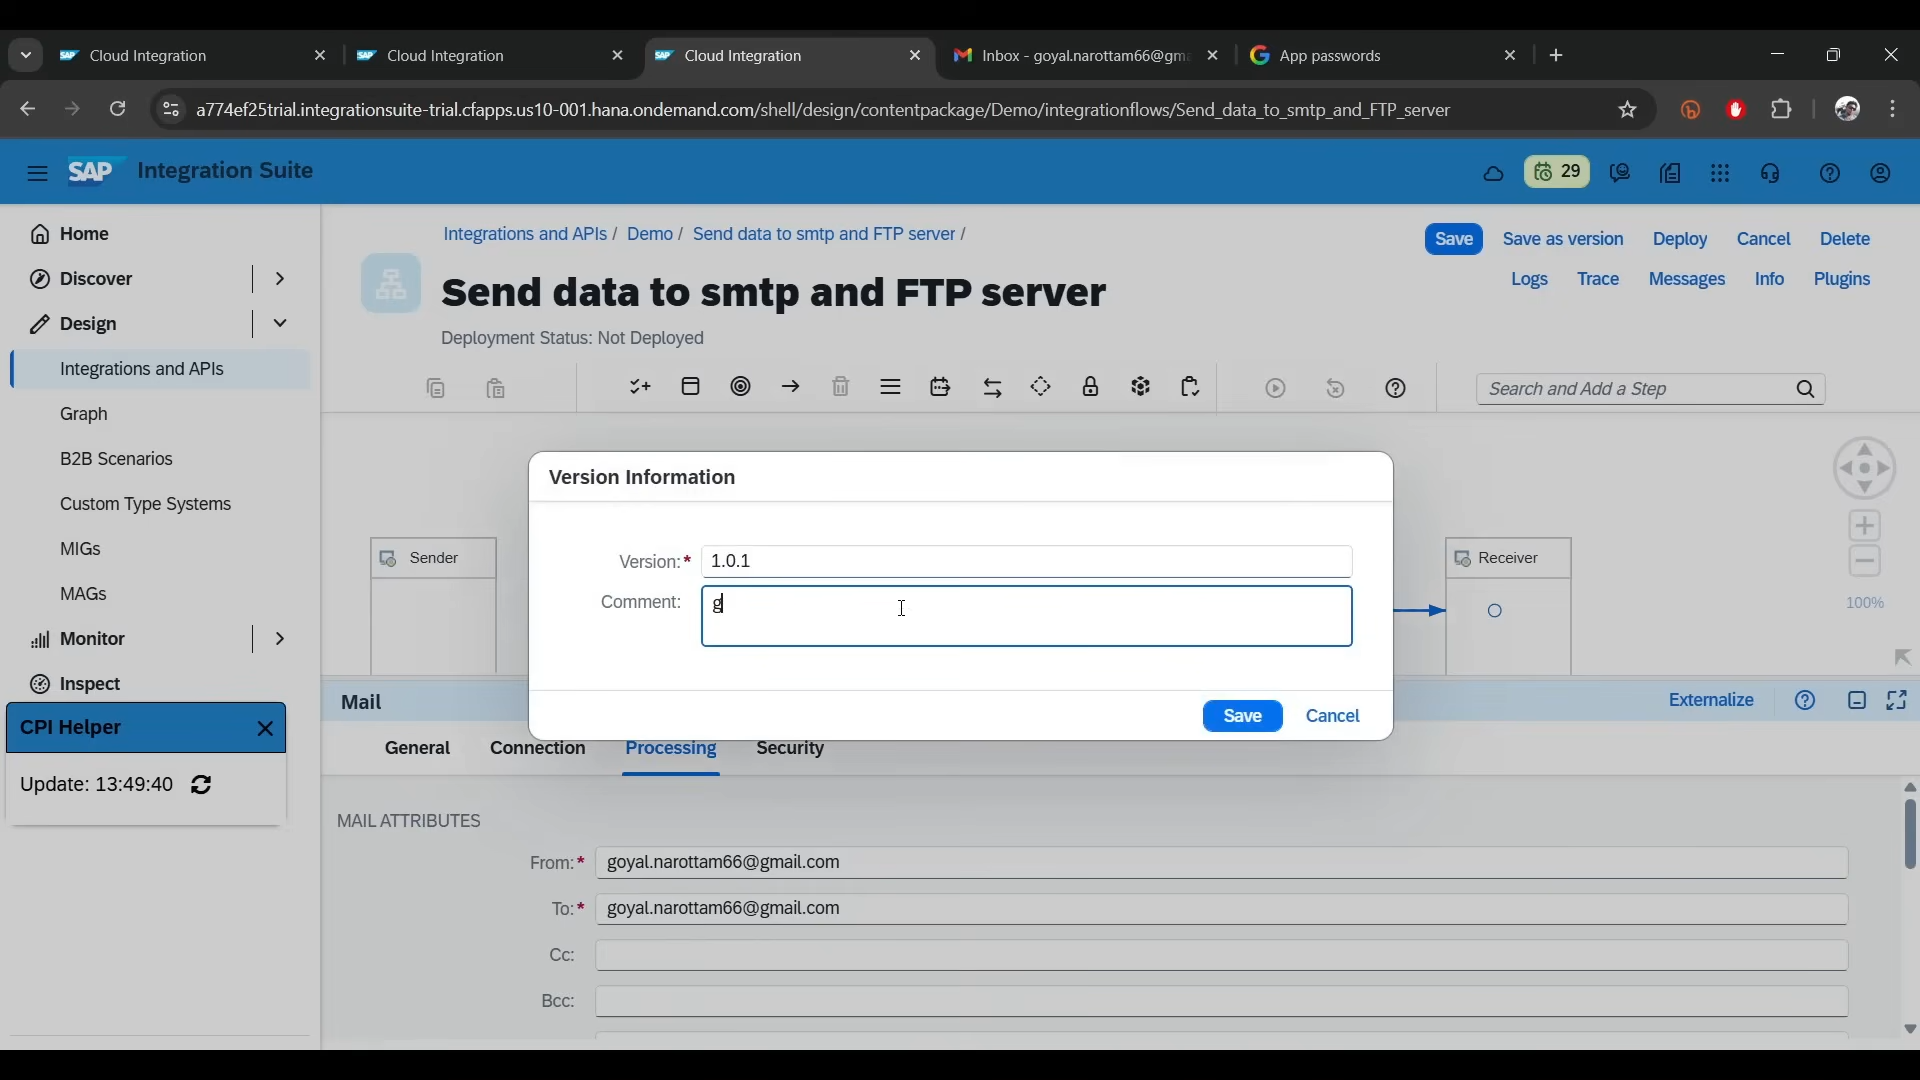 Cloud Integration
Cloud Integration
Cloud Integration
Inbox - goyal.narottam66@gm
App passwords
a774ef25trial.integrationsuite-trial.cfapps.us10-001.hana.ondemand.com/shell/design/contentpackage/Demo/integrationflows/Send_data_to_smtp_and_FTP_server
SAP Integration Suite
29
Home
Discover
Design
Integrations and APIs
Graph
B2B Scenarios
Custom Type Systems
MIGs
MAGs
Monitor
Inspect
CPI Helper
Update: 13:49:40
Integrations and APIs / Demo / Send data to smtp and FTP server /
Send data to smtp and FTP server
Deployment Status: Not Deployed
Save Save as version Deploy Cancel Delete
Logs Trace Messages Info Plugins
Search and Add a Step
Sender
Receiver
100%
Version Information
Version:* 1.0.1
Comment: g
Save Cancel
Mail
Externalize
General Connection Processing Security
MAIL ATTRIBUTES
From:* goyal.narottam66@gmail.com
To:* goyal.narottam66@gmail.com
Cc:
Bcc: